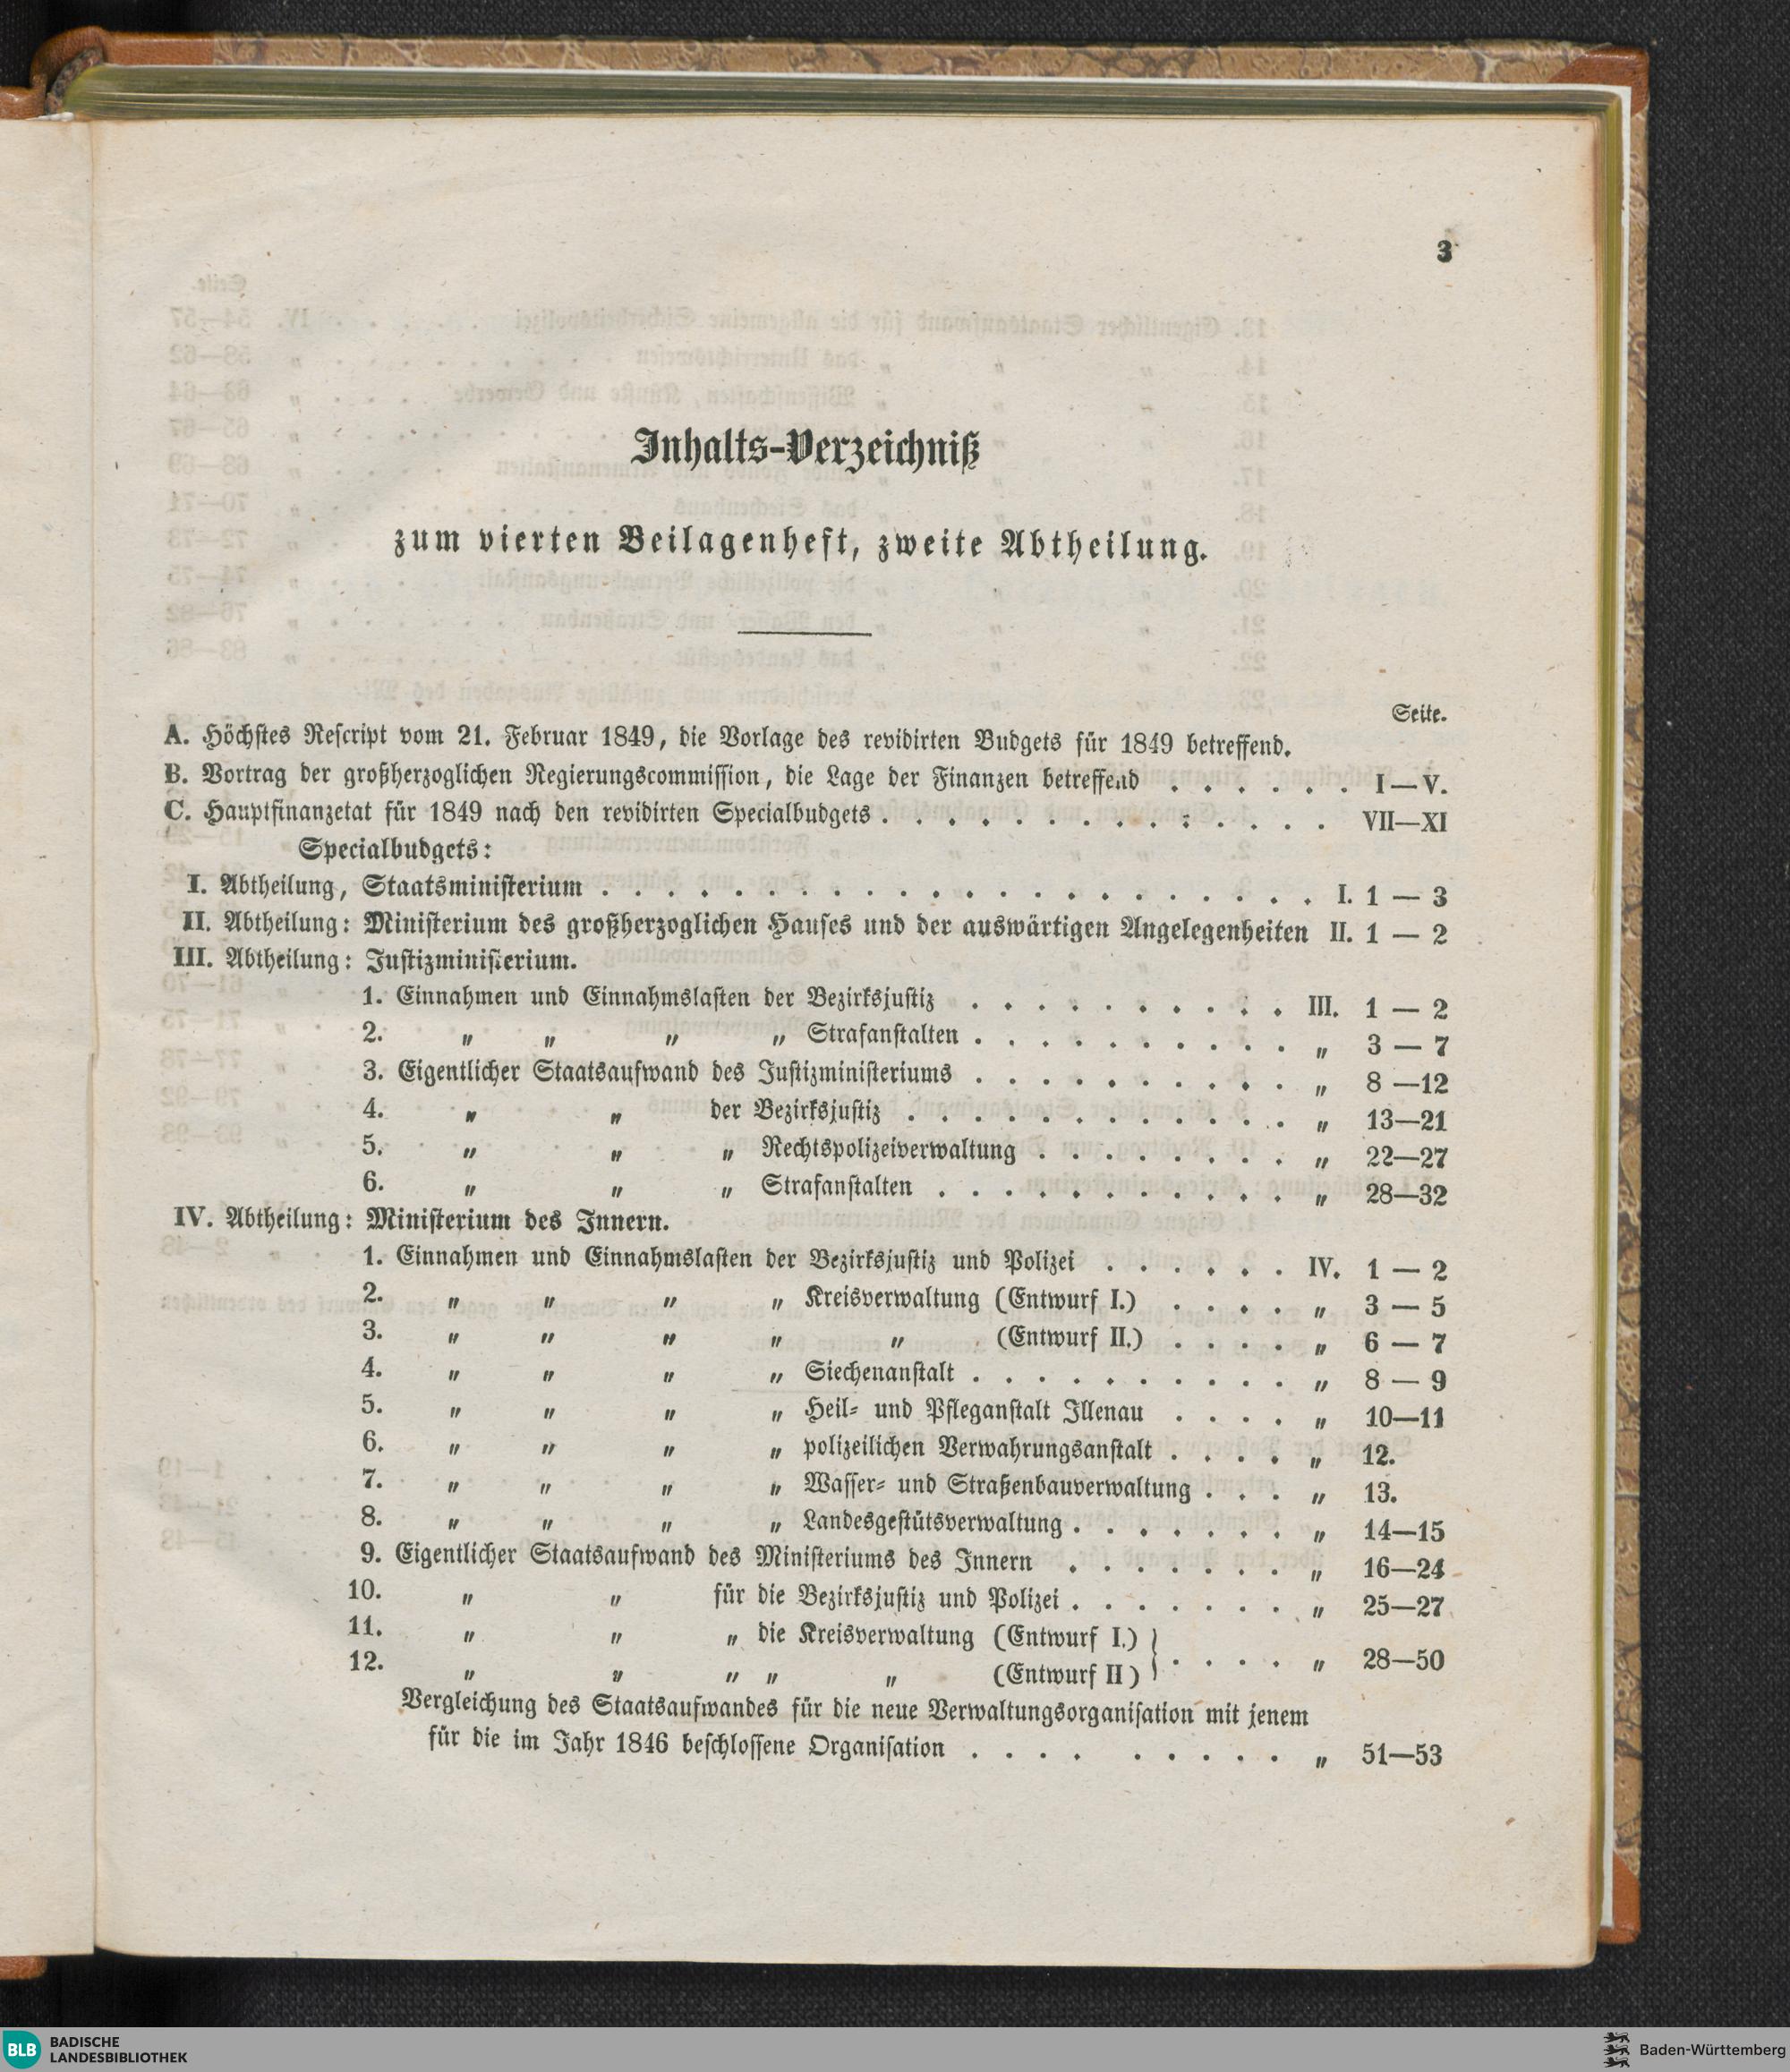 3
Inhalts-Verzeichniß
zum vierten Beilagenheft, zweite Abtheilung.
Seite.
A. Höchstes Rescript vom 21. Februar 1849, die Vorlage des revidirten Budgets für 1849 betreffend.
B. Vortrag der großherzoglichen Regierungscommission, die Lage der Finanzen betreffend . . . . . . I—V.
C. Hauptfinanzetat für 1849 nach den revidirten Specialbudgets . . . . . . . . . . . . . . VII—XI
Specialbudgets:
I. Abtheilung, Staatsministerium . . . . . . . . . . . . . . . . . . . . . . I. 1 — 3
II. Abtheilung: Ministerium des großherzoglichen Hauses und der auswärtigen Angelegenheiten II. 1 — 2
III. Abtheilung: Justizministerium.
1. Einnahmen und Einnahmslasten der Bezirksjustiz . . . . . . . . . . III. 1 — 2
2. „ „ „ „ Strafanstalten . . . . . . . . . . „ 3 — 7
3. Eigentlicher Staatsaufwand des Justizministeriums . . . . . . . . . . „ 8 —12
4. „ „ der Bezirksjustiz . . . . . . . . . . . . „ 13—21
5. „ „ „ Rechtspolizeiverwaltung . . . . . . . . „ 22—27
6. „ „ „ Strafanstalten . . . . . . . . . . . „ 28—32
IV. Abtheilung: Ministerium des Innern.
1. Einnahmen und Einnahmslasten der Bezirksjustiz und Polizei . . . . . . IV. 1 — 2
2. „ „ „ „ Kreisverwaltung (Entwurf I.) . . . . „ 3 — 5
3. „ „ „ „ „ (Entwurf II.) . . . . „ 6 — 7
4. „ „ „ „ Siechenanstalt . . . . . . . . . . „ 8 — 9
5. „ „ „ „ Heil- und Pfleganstalt Illenau . . . . „ 10—11
6. „ „ „ „ polizeilichen Verwahrungsanstalt . . . . „ 12.
7. „ „ „ „ Wasser- und Straßenbauverwaltung . . . „ 13.
8. „ „ „ „ Landesgestütsverwaltung . . . . . . . „ 14—15
9. Eigentlicher Staatsaufwand des Ministeriums des Innern . . . . . . . „ 16—24
10. „ „ für die Bezirksjustiz und Polizei . . . . . . . „ 25—27
11. „ „ „ die Kreisverwaltung (Entwurf I.)
12. „ „ „ „ „ (Entwurf II) } . . . . „ 28—50
Vergleichung des Staatsaufwandes für die neue Verwaltungsorganisation mit jenem
für die im Jahr 1846 beschlossene Organisation . . . . . . . . . „ 51—53
BLB BADISCHE
LANDESBIBLIOTHEK
Baden-Württemberg